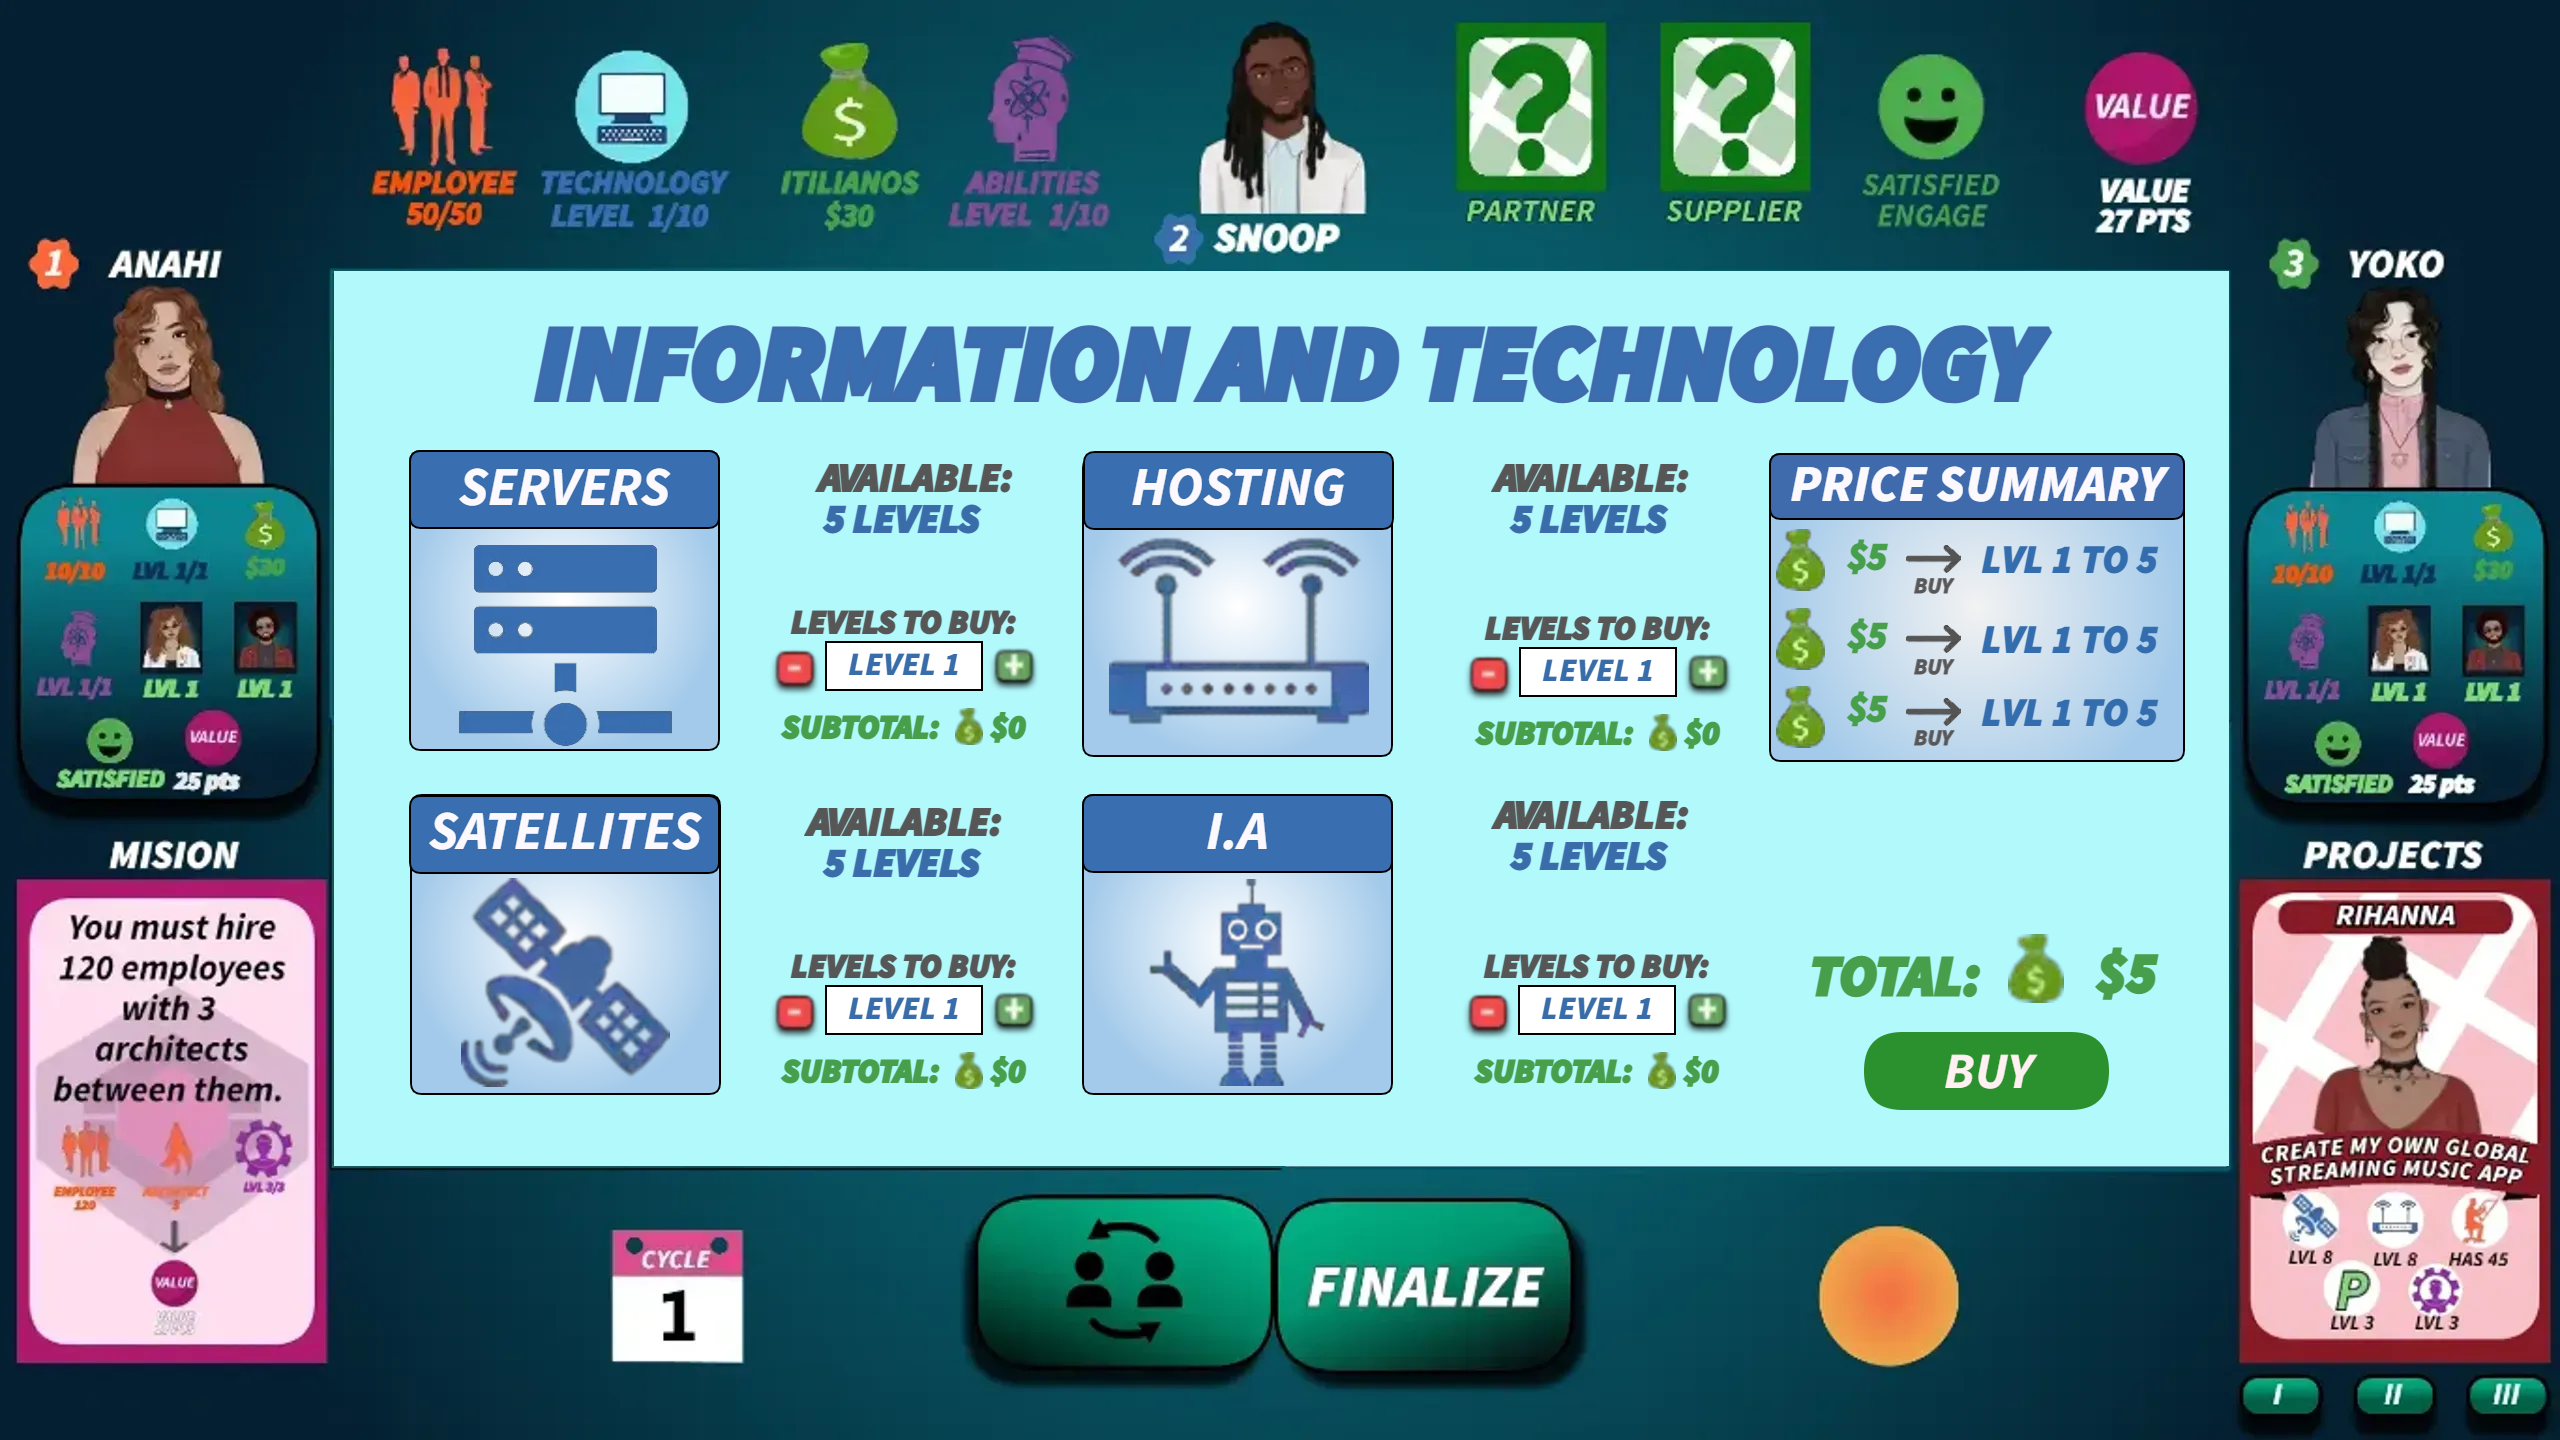 EMPLOYEE
50/50
TECHNOLOGY
LEVEL 1/10
ITILIANOS
$30
ABILITIES
LEVEL 1/10
2 SNOOP
PARTNER
SUPPLIER
SATISFIED
ENGAGE
VALUE
VALUE
27 PTS
1 ANAHI
10/10
LVL 1/1
$30
LVL 1/1
LVL 1
LVL 1
VALUE
SATISFIED
25 pts
MISION
You must hire
120 employees
with 3
architects
between them.
EMPLOYEE
120
ARCHITECT
3
LVL 3/3
VALUE
INFORMATION AND TECHNOLOGY
SERVERS
AVAILABLE:
5 LEVELS
LEVELS TO BUY:
- LEVEL 1 +
SUBTOTAL: $ $0
HOSTING
AVAILABLE:
5 LEVELS
LEVELS TO BUY:
- LEVEL 1 +
SUBTOTAL: $ $0
PRICE SUMMARY
$ $5 → LVL 1 TO 5
BUY
$ $5 → LVL 1 TO 5
BUY
$ $5 → LVL 1 TO 5
BUY
SATELLITES
AVAILABLE:
5 LEVELS
LEVELS TO BUY:
- LEVEL 1 +
SUBTOTAL: $ $0
I.A
AVAILABLE:
5 LEVELS
LEVELS TO BUY:
- LEVEL 1 +
SUBTOTAL: $ $0
TOTAL: $ $5
BUY
3 YOKO
10/10
LVL 1/1
$30
LVL 1/1
LVL 1
LVL 1
VALUE
SATISFIED
25 pts
PROJECTS
RIHANNA
CREATE MY OWN GLOBAL
STREAMING MUSIC APP
LVL 8
LVL 8
HAS 45
P
LVL 3
LVL 3
CYCLE
1
FINALIZE
I
II
III